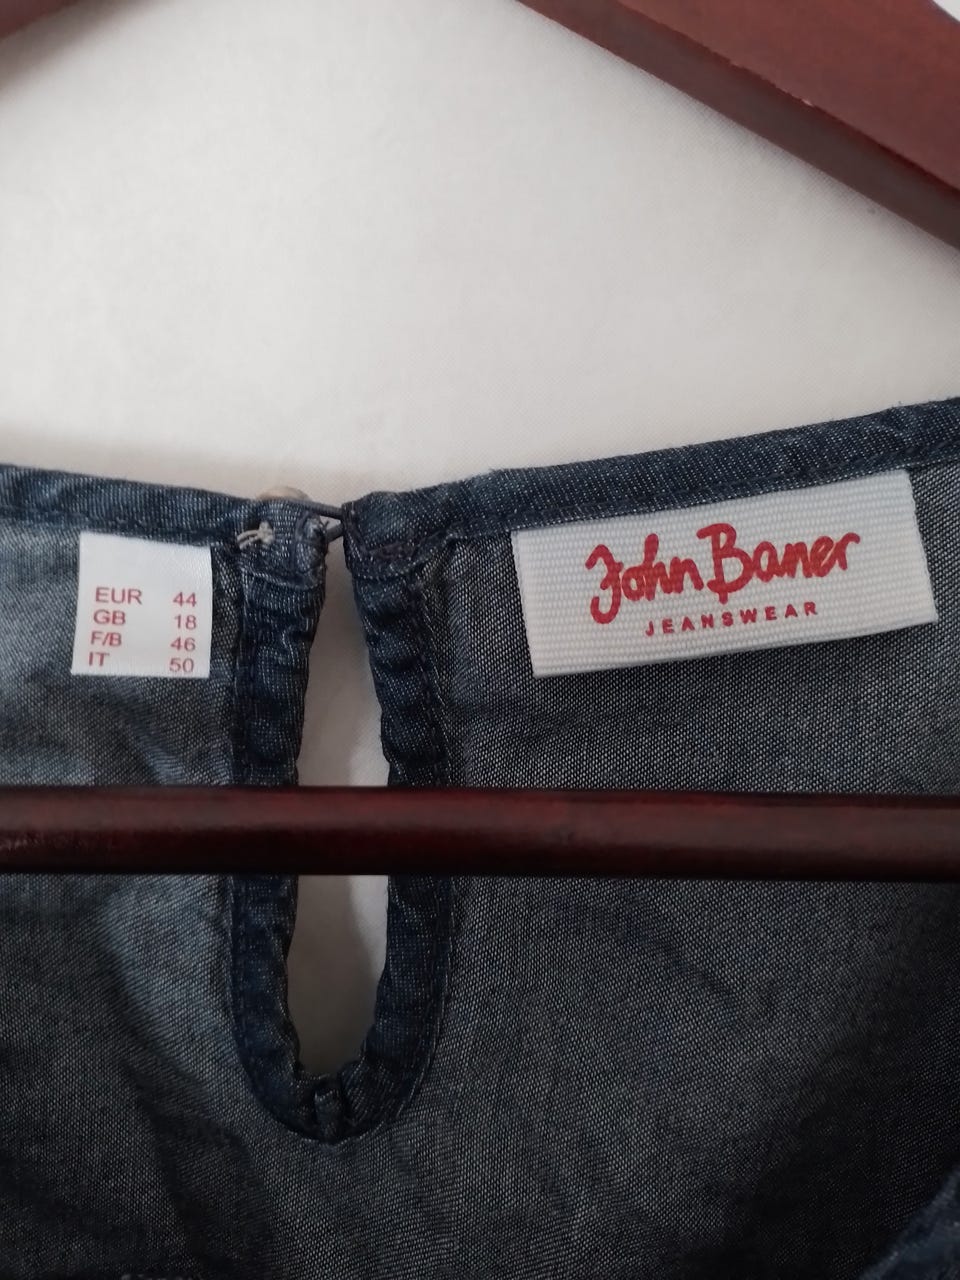 EUR 44
GB 18
F/B 46
IT 50
John Baner
JEANSWEAR